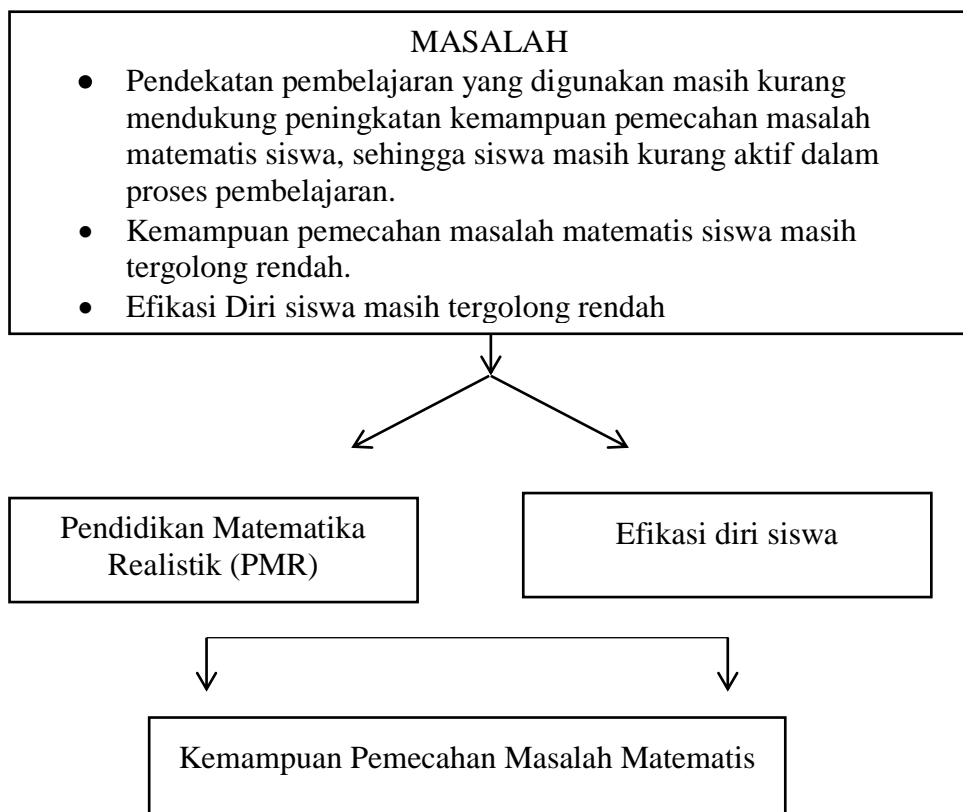 MASALAH
● Pendekatan pembelajaran yang digunakan masih kurang
mendukung peningkatan kemampuan pemecahan masalah
matematis siswa, sehingga siswa masih kurang aktif dalam
proses pembelajaran.
● Kemampuan pemecahan masalah matematis siswa masih
tergolong rendah.
● Efikasi Diri siswa masih tergolong rendah
Pendidikan Matematika
Realistik (PMR)
Efikasi diri siswa
Kemampuan Pemecahan Masalah Matematis